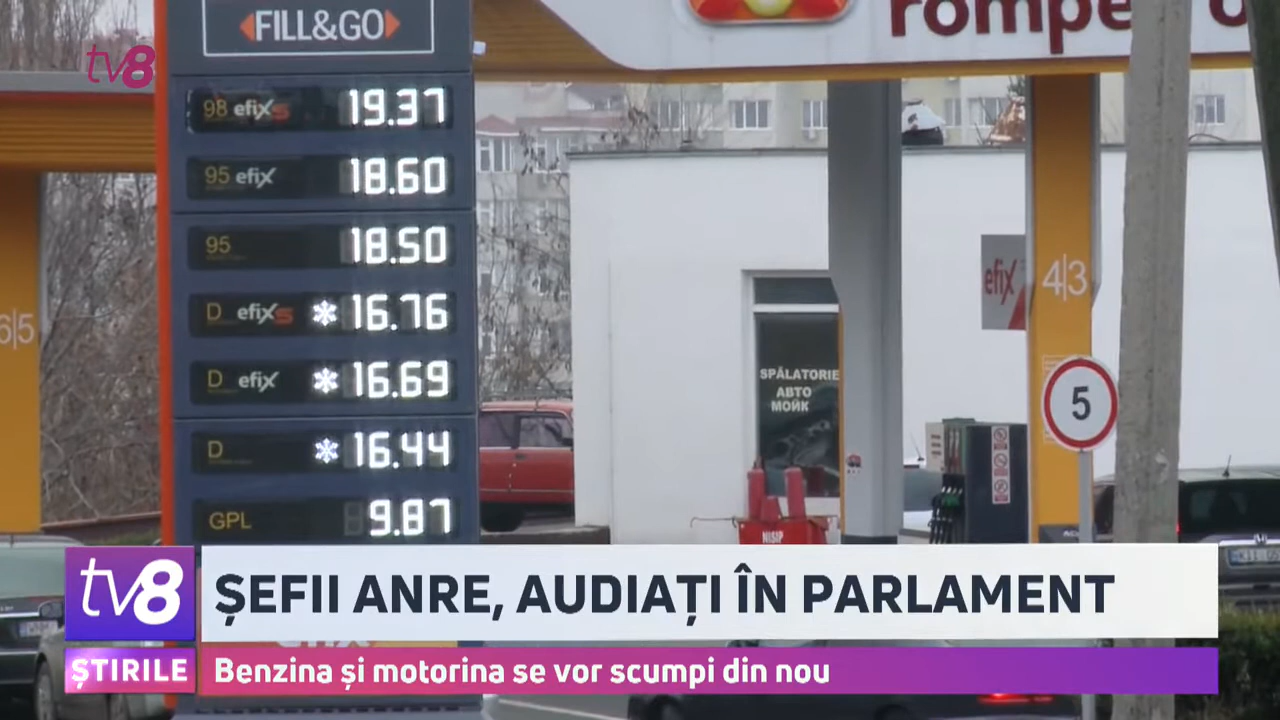 FILL&GO
rompe
tv8
98 efixS 19.37
95 efix 18.60
95 18.50
D efixS 16.76
D efix 16.69
D 16.44
GPL 9.87
6|5
efix
4|3
5
SPĂLATORIE
АВТО
МОЙК
NISIP
tv8
ȘEFII ANRE, AUDIAȚI ÎN PARLAMENT
ȘTIRILE
Benzina și motorina se vor scumpi din nou